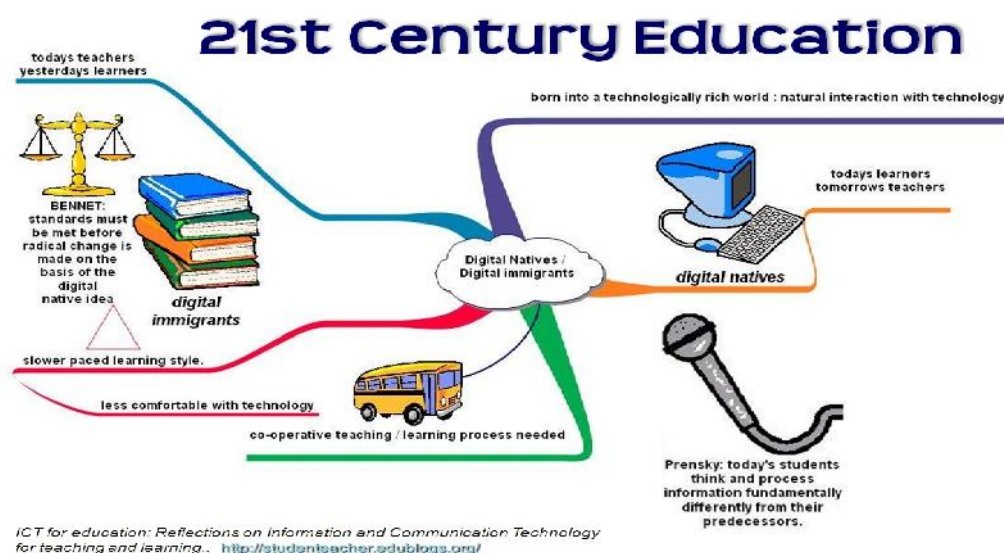 21st Century Education
todays teachers
yesterdays learners
born into a technologically rich world : natural interaction with technology
BENNET:
standards must
be met before
radical change is
made on the
basis of the
digital
native idea
digital
immigrants
Digital Natives /
Digital immigrants
todays learners
tomorrows teachers
digital natives
slower paced learning style.
less comfortable with technology
co-operative teaching / learning process needed
Prensky: today's students
think and process
information fundamentally
differently from their
predecessors.
ICT for education: Reflections on Information and Communication Technology
for teaching and learning.. http://studenteacher.edublogs.org/